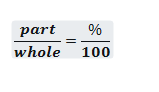 part / whole = % / 100